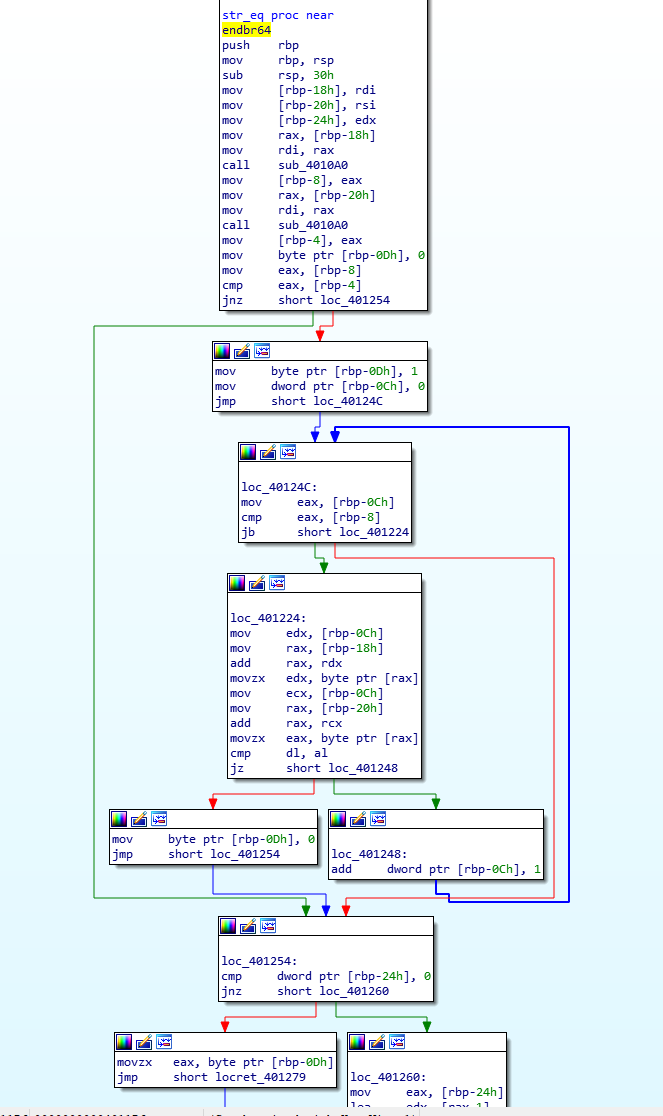 str_eq proc near
endbr64
push rbp
mov rbp, rsp
sub rsp, 30h
mov [rbp-18h], rdi
mov [rbp-20h], rsi
mov [rbp-24h], edx
mov rax, [rbp-18h]
mov rdi, rax
call sub_4010A0
mov [rbp-8], eax
mov rax, [rbp-20h]
mov rdi, rax
call sub_4010A0
mov [rbp-4], eax
mov byte ptr [rbp-0Dh], 0
mov eax, [rbp-8]
cmp eax, [rbp-4]
jnz short loc_401254
mov byte ptr [rbp-0Dh], 1
mov dword ptr [rbp-0Ch], 0
jmp short loc_40124C
loc_40124C:
mov eax, [rbp-0Ch]
cmp eax, [rbp-8]
jb short loc_401224
loc_401224:
mov edx, [rbp-0Ch]
mov rax, [rbp-18h]
add rax, rdx
movzx edx, byte ptr [rax]
mov ecx, [rbp-0Ch]
mov rax, [rbp-20h]
add rax, rcx
movzx eax, byte ptr [rax]
cmp dl, al
jz short loc_401248
mov byte ptr [rbp-0Dh], 0
jmp short loc_401254
loc_401248:
add dword ptr [rbp-0Ch], 1
loc_401254:
cmp dword ptr [rbp-24h], 0
jnz short loc_401260
movzx eax, byte ptr [rbp-0Dh]
jmp short locret_401279
loc_401260:
mov eax, [rbp-24h]